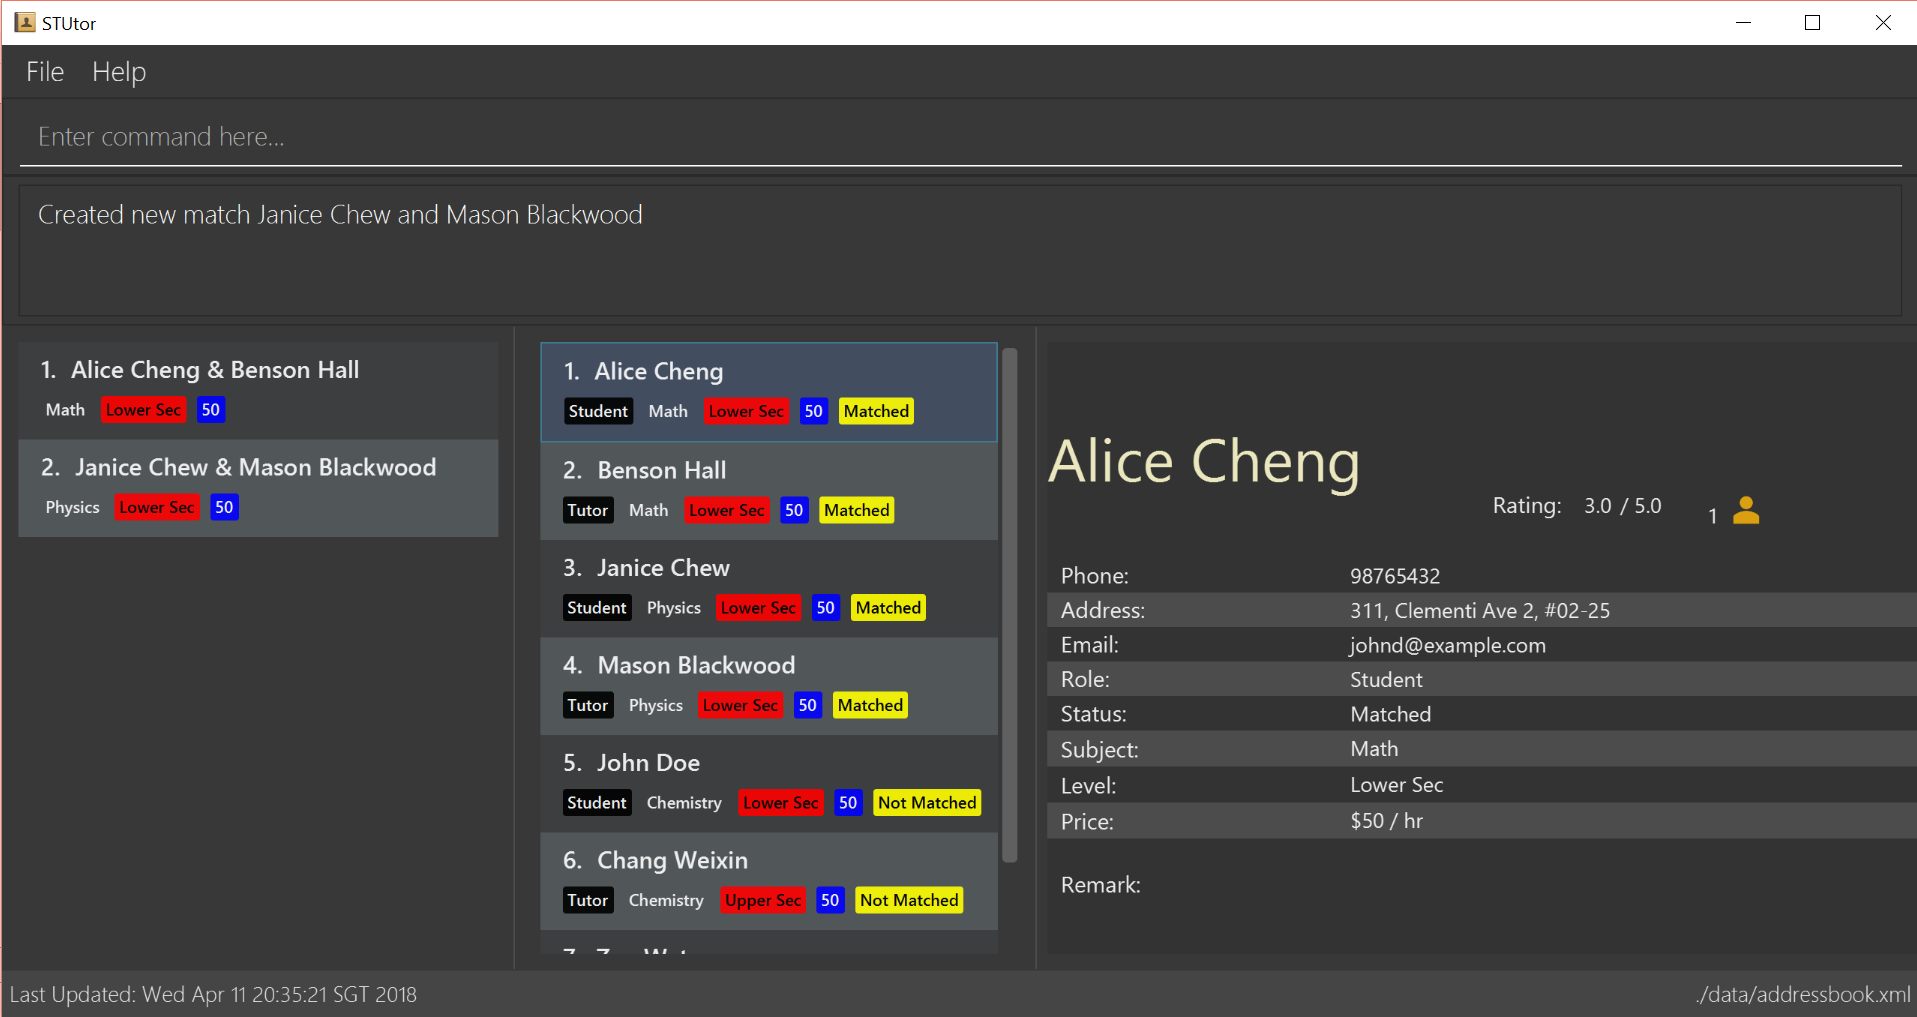 STUtor
File Help
Enter command here...
Created new match Janice Chew and Mason Blackwood
1. Alice Cheng & Benson Hall
Math Lower Sec 50
2. Janice Chew & Mason Blackwood
Physics Lower Sec 50
1. Alice Cheng
Student Math Lower Sec 50 Matched
2. Benson Hall
Tutor Math Lower Sec 50 Matched
3. Janice Chew
Student Physics Lower Sec 50 Matched
4. Mason Blackwood
Tutor Physics Lower Sec 50 Matched
5. John Doe
Student Chemistry Lower Sec 50 Not Matched
6. Chang Weixin
Tutor Chemistry Upper Sec 50 Not Matched
Alice Cheng
Rating: 3.0 / 5.0 1
Phone: 98765432
Address: 311, Clementi Ave 2, #02-25
Email: johnd@example.com
Role: Student
Status: Matched
Subject: Math
Level: Lower Sec
Price: $50 / hr
Remark:
Last Updated: Wed Apr 11 20:35:21 SGT 2018
./data/addressbook.xml